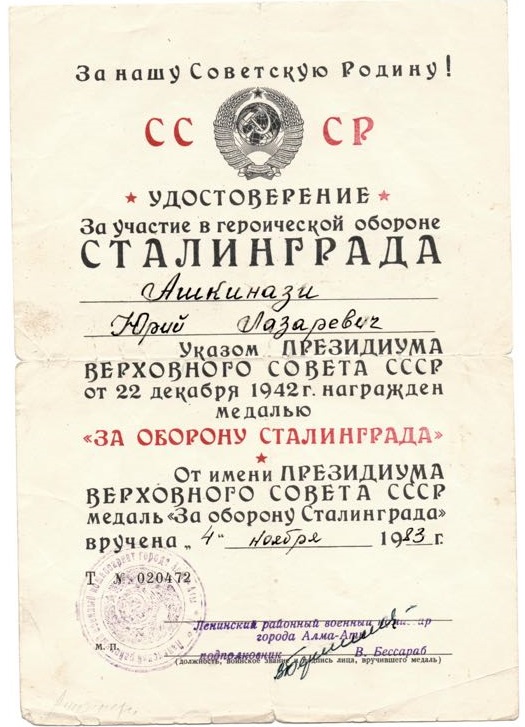 За нашу Советскую Родину!
СС СР
УДОСТОВЕРЕНИЕ
За участие в героической обороне
СТАЛИНГРАДА
Ашкинази
Юрий Лазаревич
Указом ПРЕЗИДИУМА
ВЕРХОВНОГО СОВЕТА СССР
от 22 декабря 1942 г. награжден
медалью
«ЗА ОБОРОНУ СТАЛИНГРАДА»
От имени ПРЕЗИДИУМА
ВЕРХОВНОГО СОВЕТА СССР
медаль «За оборону Сталинграда»
вручена „4“ ноября 1983 г.
Т № 020472
Ленинский районный военный
города Алма-Аты
подполковник В. Бессараб
М. П.
(должность, воинское звание и подпись лица, вручившего медаль)